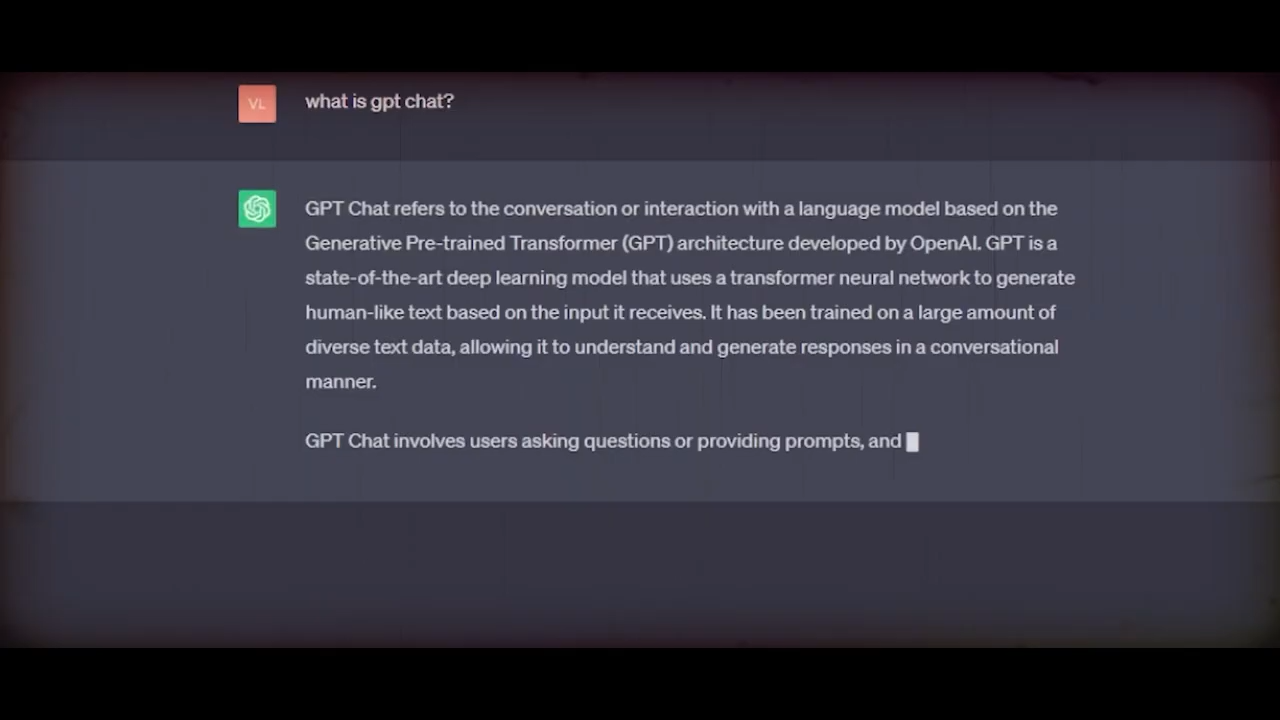 VL
what is gpt chat?
GPT Chat refers to the conversation or interaction with a language model based on the
Generative Pre-trained Transformer (GPT) architecture developed by OpenAI. GPT is a
state-of-the-art deep learning model that uses a transformer neural network to generate
human-like text based on the input it receives. It has been trained on a large amount of
diverse text data, allowing it to understand and generate responses in a conversational
manner.
GPT Chat involves users asking questions or providing prompts, and